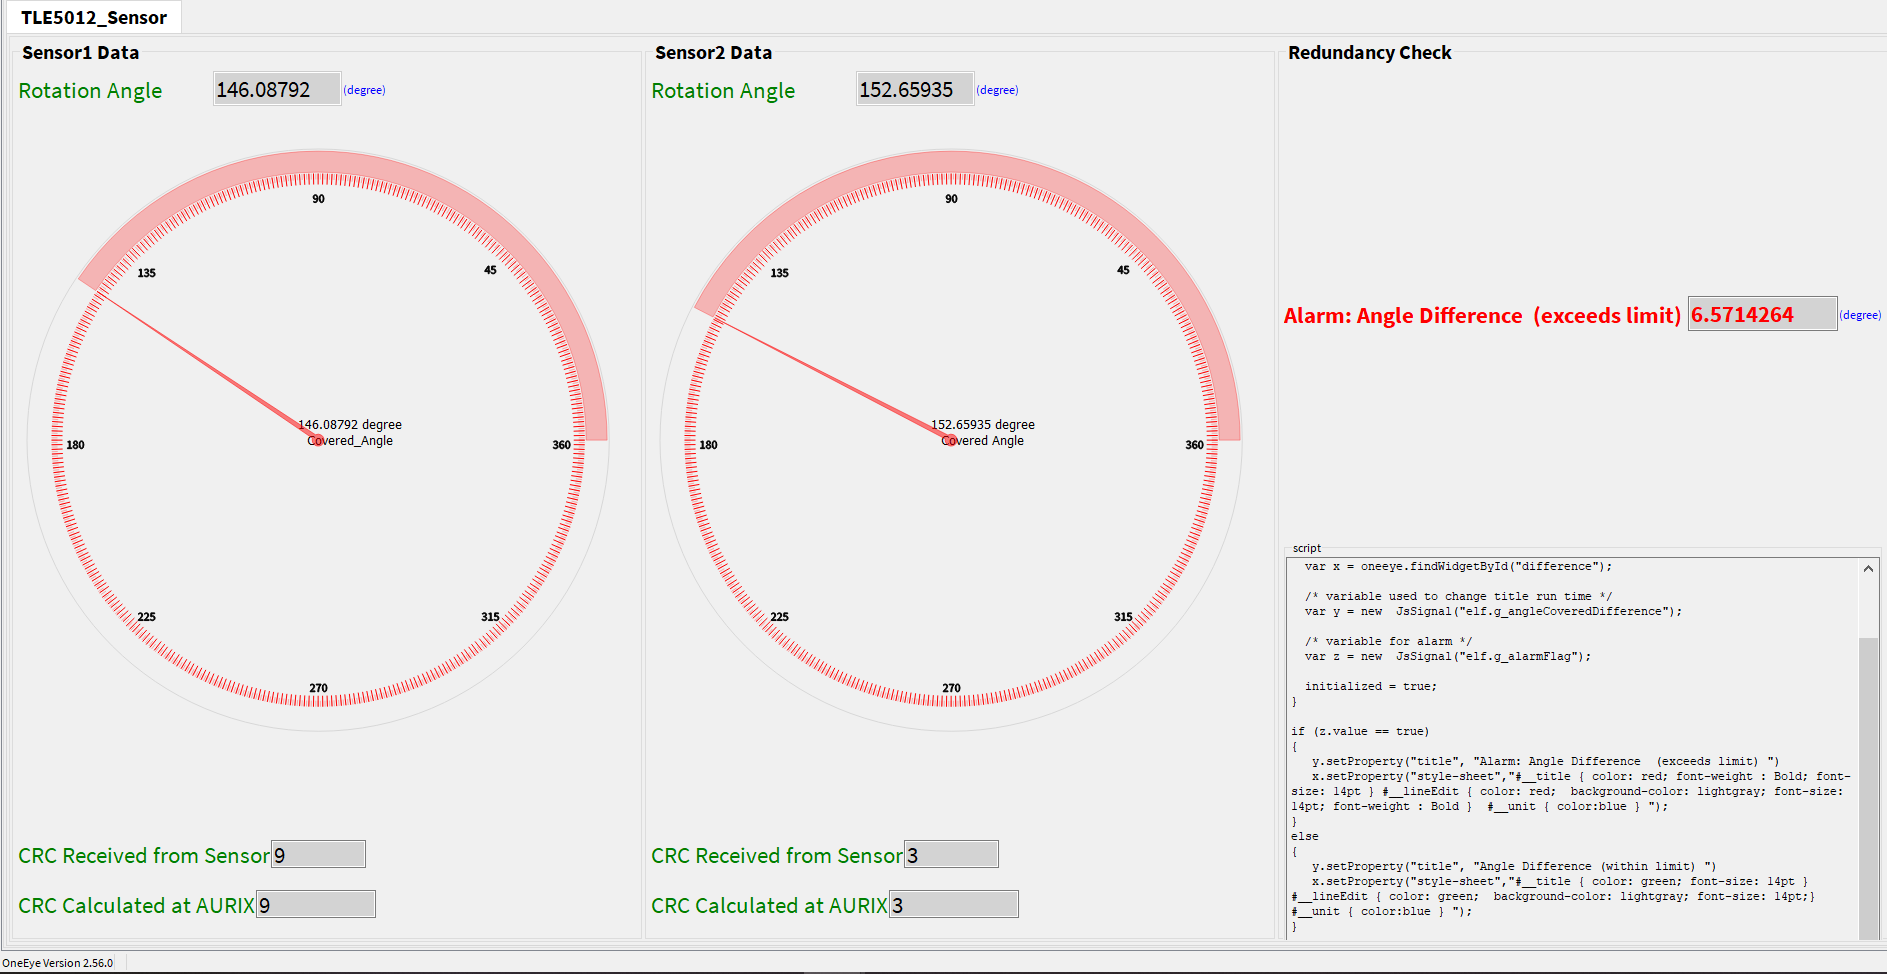 TLE5012_Sensor
Sensor1 Data
Rotation Angle 146.08792 (degree)
90
135
45
146.08792 degree
Covered_Angle
180
360
225
315
270
CRC Received from Sensor 9
CRC Calculated at AURIX 9
Sensor2 Data
Rotation Angle 152.65935 (degree)
90
135
45
152.65935 degree
Covered Angle
180
360
225
315
270
CRC Received from Sensor 3
CRC Calculated at AURIX 3
Redundancy Check
Alarm: Angle Difference  (exceeds limit) 6.5714264 (degree)
script
  var x = oneeye.findWidgetById("difference");
  /* variable used to change title run time */
  var y = new  JsSignal("elf.g_angleCoveredDifference");
  /* variable for alarm */
  var z = new  JsSignal("elf.g_alarmFlag");
  initialized = true;
}
if (z.value == true)
{
   y.setProperty("title", "Alarm: Angle Difference  (exceeds limit) ")
   x.setProperty("style-sheet","#__title { color: red; font-weight : Bold; font-
size: 14pt } #__lineEdit { color: red;  background-color: lightgray; font-size:
14pt; font-weight : Bold }  #__unit { color:blue } ");
}
else
{
   y.setProperty("title", "Angle Difference (within limit) ")
   x.setProperty("style-sheet","#__title { color: green; font-size: 14pt }
#__lineEdit { color: green;  background-color: lightgray; font-size: 14pt;}
#__unit { color:blue } ");
}
OneEye Version 2.56.0